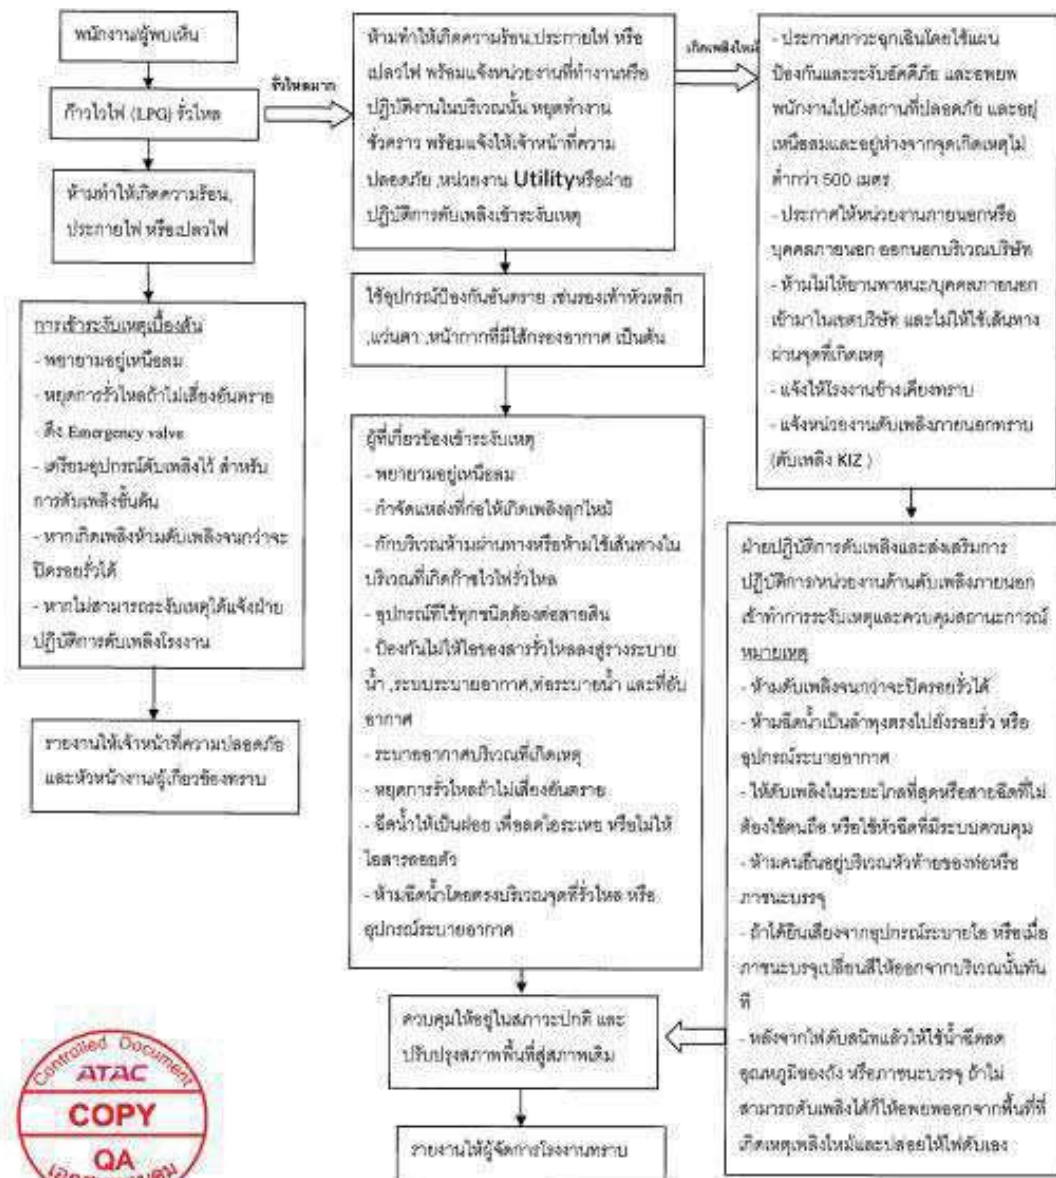 พนักงาน/ผู้พบเห็น
ก๊าซไวไฟ (LPG) รั่วไหล
ห้ามทำให้เกิดความร้อน,
ประกายไฟ หรือเปลวไฟ
การเข้าระงับเหตุเบื้องต้น
- พยายามอยู่เหนือลม
- หยุดการรั่วไหลถ้าไม่เสี่ยงอันตราย
- ดึง Emergency valve
- เตรียมอุปกรณ์ดับเพลิงไว้ สำหรับ
การดับเพลิงขั้นต้น
- หากเกิดเพลิงห้ามดับเพลิงจนกว่าจะ
ปิดรอยรั่วได้
- หากไม่สามารถระงับเหตุได้แจ้งฝ่าย
ปฏิบัติการดับเพลิงโรงงาน
รายงานให้เจ้าหน้าที่ความปลอดภัย
และหัวหน้างาน/ผู้เกี่ยวข้องทราบ
รั่วไหลมาก
ห้ามทำให้เกิดความร้อน,ประกายไฟ หรือ
เปลวไฟ พร้อมแจ้งหน่วยงานที่ทำงานหรือ
ปฏิบัติงานในบริเวณนั้น หยุดทำงาน
ชั่วคราว พร้อมแจ้งให้เจ้าหน้าที่ความ
ปลอดภัย ,หน่วยงาน Utilityหรือฝ่าย
ปฏิบัติการดับเพลิงเข้าระงับเหตุ
ใช้อุปกรณ์ป้องกันอันตราย เช่นรองเท้าหัวเหล็ก
,แว่นตา ,หน้ากากที่มีไส้กรองอากาศ เป็นต้น
ผู้ที่เกี่ยวข้องเข้าระงับเหตุ
- พยายามอยู่เหนือลม
- กำจัดแหล่งที่ก่อให้เกิดเพลิงลุกไหม้
- กักบริเวณห้ามผ่านทางหรือห้ามใช้เส้นทางใน
บริเวณที่เกิดก๊าซไวไฟรั่วไหล
- อุปกรณ์ที่ใช้ทุกชนิดต้องต่อสายดิน
- ป้องกันไม่ให้ไอของสารรั่วไหลลงสู่รางระบาย
น้ำ ,ระบบระบายอากาศ,ท่อระบายน้ำ และที่อับ
อากาศ
- ระบายอากาศบริเวณที่เกิดเหตุ
- หยุดการรั่วไหลถ้าไม่เสี่ยงอันตราย
- ฉีดน้ำให้เป็นฝอย เพื่อลดไอระเหย หรือไม่ให้
ไอสารลอยตัว
- ห้ามฉีดน้ำโดยตรงบริเวณจุดที่รั่วไหล หรือ
อุปกรณ์ระบายอากาศ
ควบคุมให้อยู่ในสภาวะปกติ และ
ปรับปรุงสภาพพื้นที่สู่สภาพเดิม
รายงานให้ผู้จัดการโรงงานทราบ
เกิดเพลิงไหม้
- ประกาศภาวะฉุกเฉินโดยใช้แผน
ป้องกันและระงับอัคคีภัย และอพยพ
พนักงานไปยังสถานที่ปลอดภัย และอยู่
เหนือลมและอยู่ห่างจากจุดเกิดเหตุไม่
ต่ำกว่า 500 เมตร
- ประกาศให้หน่วยงานภายนอกหรือ
บุคคลภายนอก ออกนอกบริเวณบริษัท
- ห้ามไม่ให้ยานพาหนะ/บุคคลภายนอก
เข้ามาในเขตบริษัท และไม่ให้ใช้เส้นทาง
ผ่านจุดที่เกิดเหตุ
- แจ้งให้โรงงานข้างเคียงทราบ
- แจ้งหน่วยงานดับเพลิงภายนอกทราบ
(ดับเพลิง KIZ )
ฝ่ายปฏิบัติการดับเพลิงและส่งเสริมการ
ปฏิบัติการ/หน่วยงานด้านดับเพลิงภายนอก
เข้าทำการระงับเหตุและควบคุมสถานะการณ์
หมายเหตุ
- ห้ามดับเพลิงจนกว่าจะปิดรอยรั่วได้
- ห้ามฉีดน้ำเป็นลำพุ่งตรงไปยังรอยรั่ว หรือ
อุปกรณ์ระบายอากาศ
- ให้ดับเพลิงในระยะไกลที่สุดหรือสายฉีดที่ไม่
ต้องใช้คนถือ หรือใช้หัวฉีดที่มีระบบควบคุม
- ห้ามคนยืนอยู่บริเวณหัวท้ายของท่อหรือ
ภาชนะบรรจุ
- ถ้าได้ยินเสียงจากอุปกรณ์ระบายไอ หรือเมื่อ
ภาชนะบรรจุเปลี่ยนสีให้ออกจากบริเวณนั้นทัน
ที
- หลังจากไฟดับสนิทแล้วให้ใช้น้ำฉีดลด
อุณหภูมิของถัง หรือภาชนะบรรจุ ถ้าไม่
สามารถดับเพลิงได้ก็ให้อพยพออกจากพื้นที่ที่
เกิดเหตุเพลิงไหม้และปล่อยให้ไฟดับเอง
Controlled Document
ATAC
COPY
QA